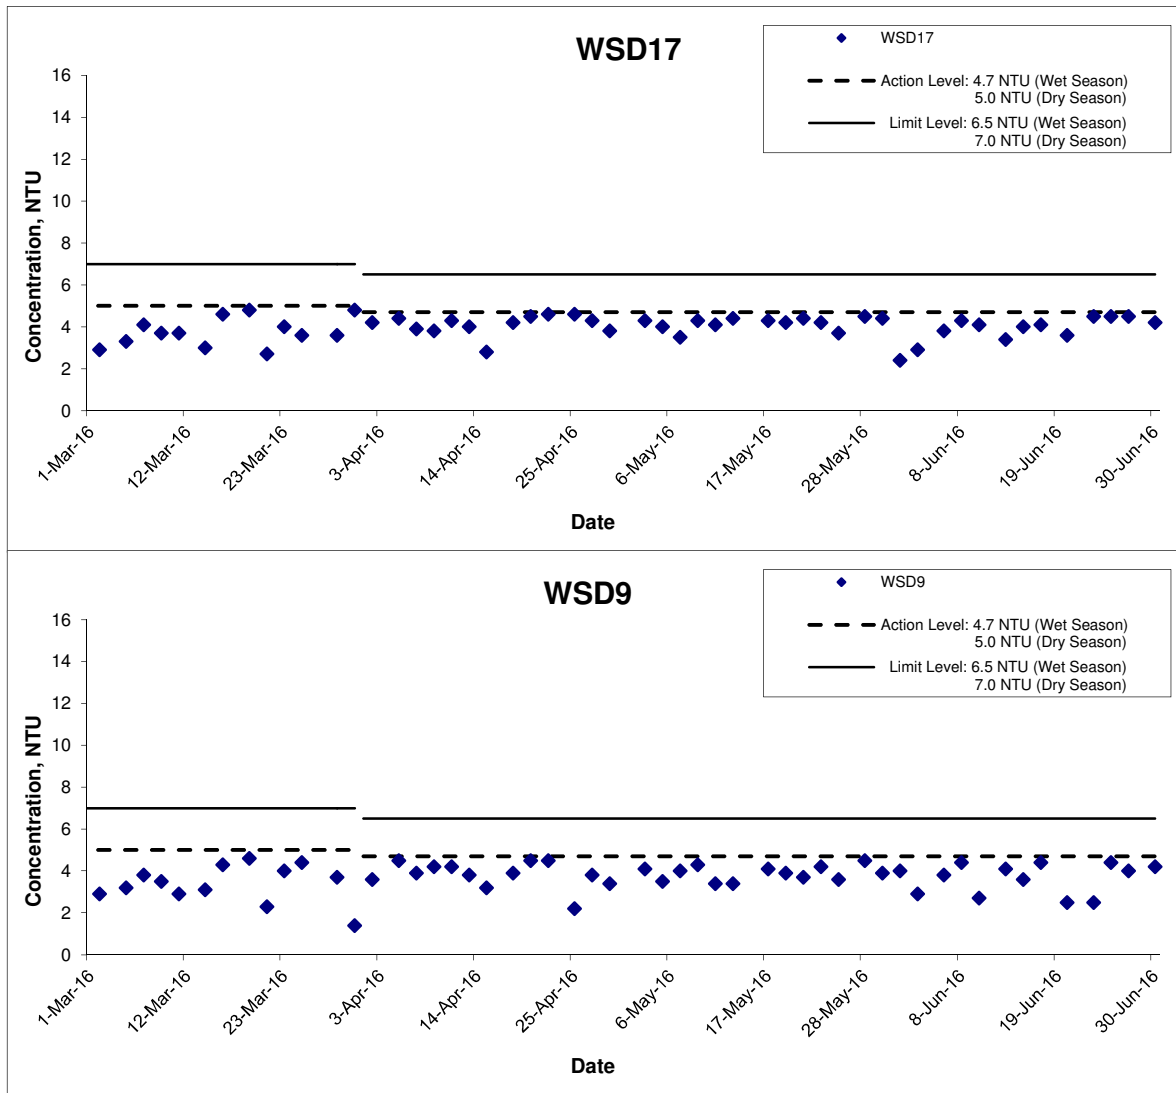 WSD17
WSD17
Action Level: 4.7 NTU (Wet Season)
5.0 NTU (Dry Season)
Limit Level: 6.5 NTU (Wet Season)
7.0 NTU (Dry Season)
Concentration, NTU
16
14
12
10
8
6
4
2
0
1-Mar-16
12-Mar-16
23-Mar-16
3-Apr-16
14-Apr-16
25-Apr-16
6-May-16
17-May-16
28-May-16
8-Jun-16
19-Jun-16
30-Jun-16
Date
WSD9
WSD9
Action Level: 4.7 NTU (Wet Season)
5.0 NTU (Dry Season)
Limit Level: 6.5 NTU (Wet Season)
7.0 NTU (Dry Season)
Concentration, NTU
16
14
12
10
8
6
4
2
0
1-Mar-16
12-Mar-16
23-Mar-16
3-Apr-16
14-Apr-16
25-Apr-16
6-May-16
17-May-16
28-May-16
8-Jun-16
19-Jun-16
30-Jun-16
Date